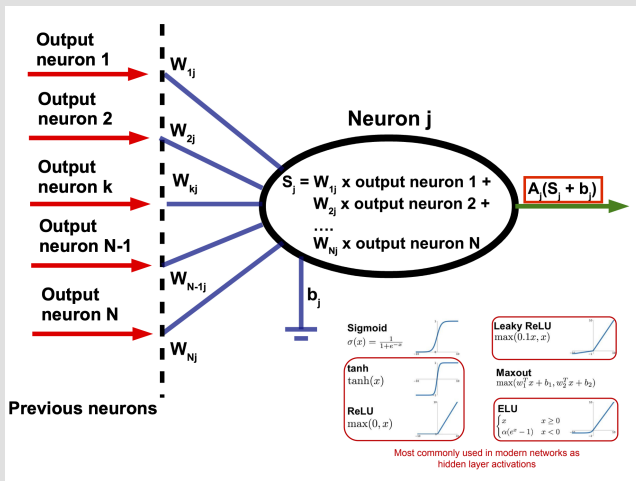 Output
neuron 1
Output
neuron 2
Output
neuron k
Output
neuron N-1
Output
neuron N
Previous neurons
W1j
W2j
Wkj
WN-1j
WNj
Neuron j
Sj = W1j x output neuron 1 +
W2j x output neuron 2 +
....
WNj x output neuron N
bj
Aj(Sj + bj)
Sigmoid
σ(x) = 1/(1+e^-x)
tanh
tanh(x)
ReLU
max(0, x)
Leaky ReLU
max(0.1x, x)
Maxout
max(w1^T x + b1, w2^T x + b2)
ELU
{x x ≥ 0
α(e^x − 1) x < 0
Most commonly used in modern networks as
hidden layer activations